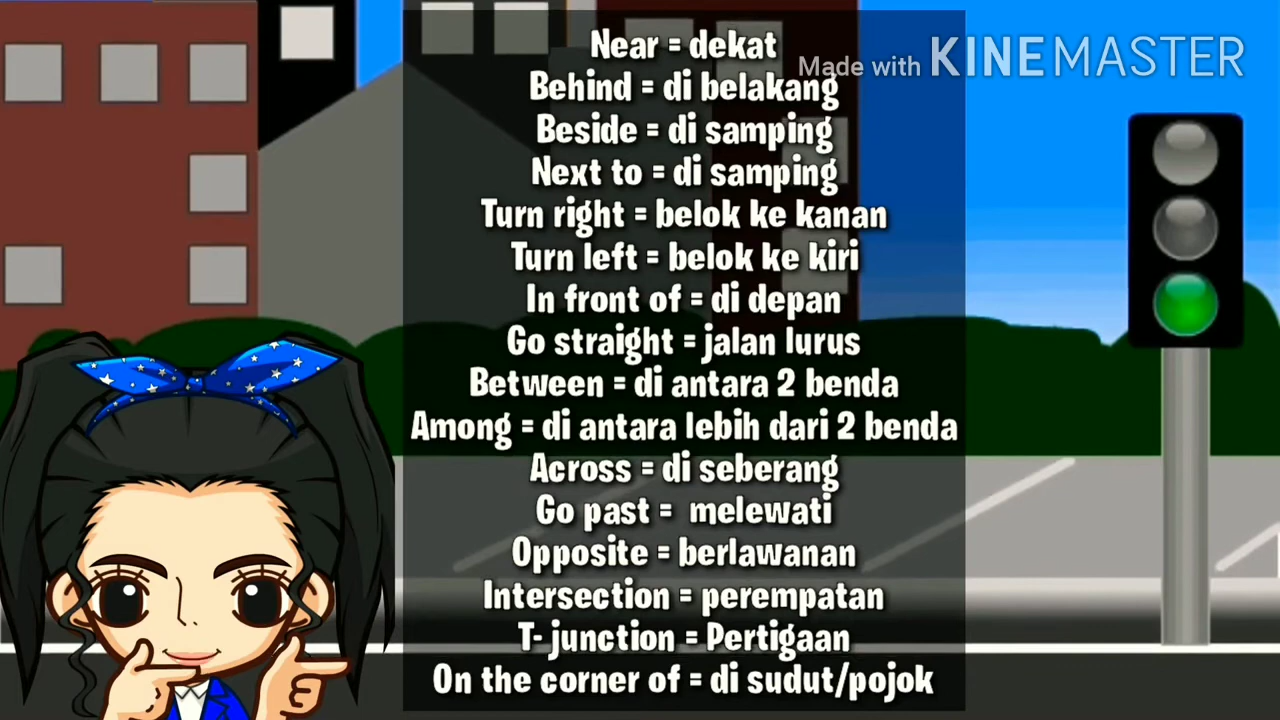 Near = dekat
Made with KINEMASTER
Behind = di belakang
Beside = di samping
Next to = di samping
Turn right = belok ke kanan
Turn left = belok ke kiri
In front of = di depan
Go straight = jalan lurus
Between = di antara 2 benda
Among = di antara lebih dari 2 benda
Across = di seberang
Go past =  melewati
Opposite = berlawanan
Intersection = perempatan
T- junction = Pertigaan
On the corner of = di sudut/pojok